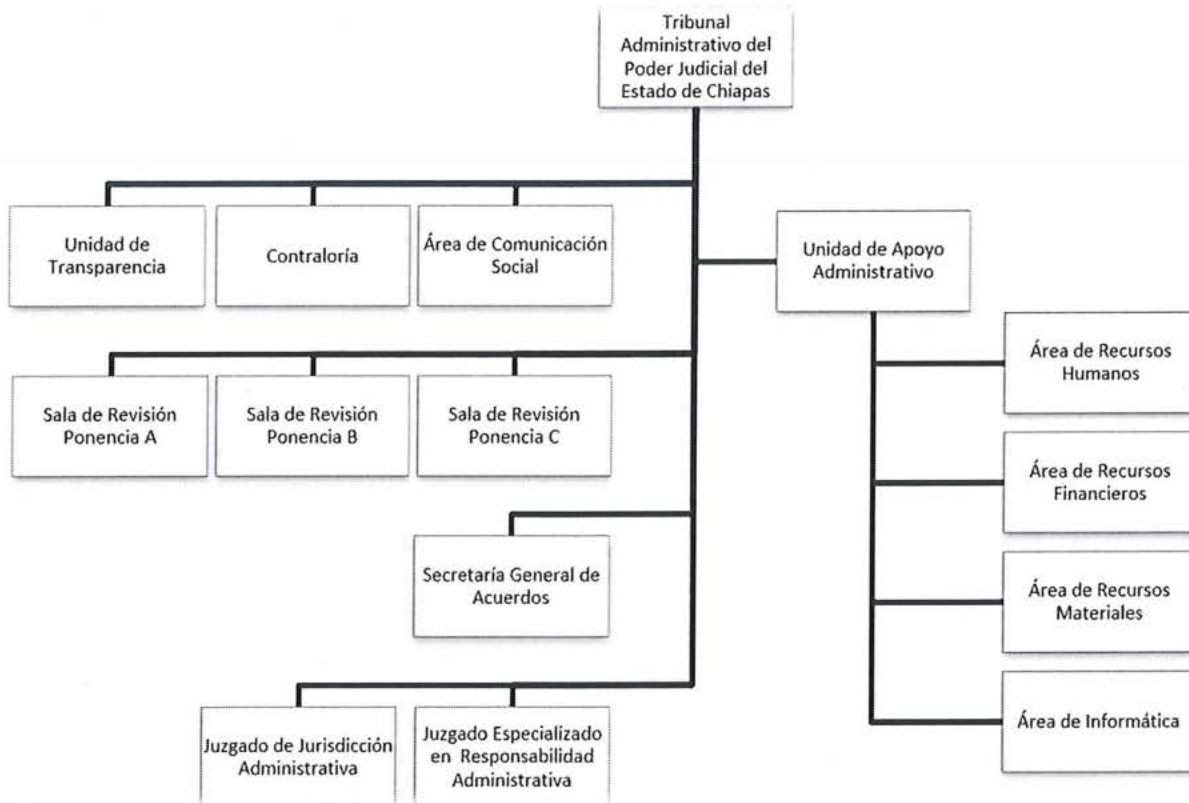 Tribunal
Administrativo del
Poder Judicial del
Estado de Chiapas
Unidad de
Transparencia
Contraloría
Área de Comunicación
Social
Unidad de Apoyo
Administrativo
Sala de Revisión
Ponencia A
Sala de Revisión
Ponencia B
Sala de Revisión
Ponencia C
Secretaría General de
Acuerdos
Juzgado de Jurisdicción
Administrativa
Juzgado Especializado
en Responsabilidad
Administrativa
Área de Recursos
Humanos
Área de Recursos
Financieros
Área de Recursos
Materiales
Área de Informática